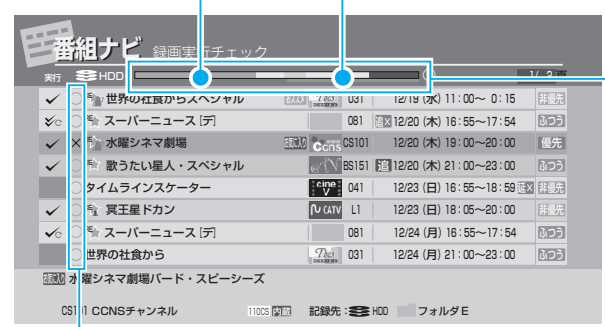 番組ナビ 録画実行チェック
実行 HDD 1/ 2
世界の社食からスペシャル 031 12/19 (水) 11:00〜 0:15 非優先
スーパーニュース [デ] 081 追× 12/20 (木) 16:55〜17:54 ふつう
× 水曜シネマ劇場 CCNS CS101 12/20 (木) 19:00〜20:00 優先
歌うたい星人・スペシャル BS151 追 12/20 (木) 21:00〜23:00 ふつう
タイムラインスケーター cine V 041 12/23 (日) 16:55〜18:59 延× 非優先
冥王星ドカン CATV L1 12/23 (日) 18:05〜20:00 非優先
スーパーニュース [デ] 081 12/24 (月) 16:55〜17:54 ふつう
世界の社食から 031 12/24 (月) 21:00〜23:00 ふつう
水曜シネマ劇場バード・スピーシーズ
CS101 CCNSチャンネル 110CS 内蔵 記録先: HDD フォルダE